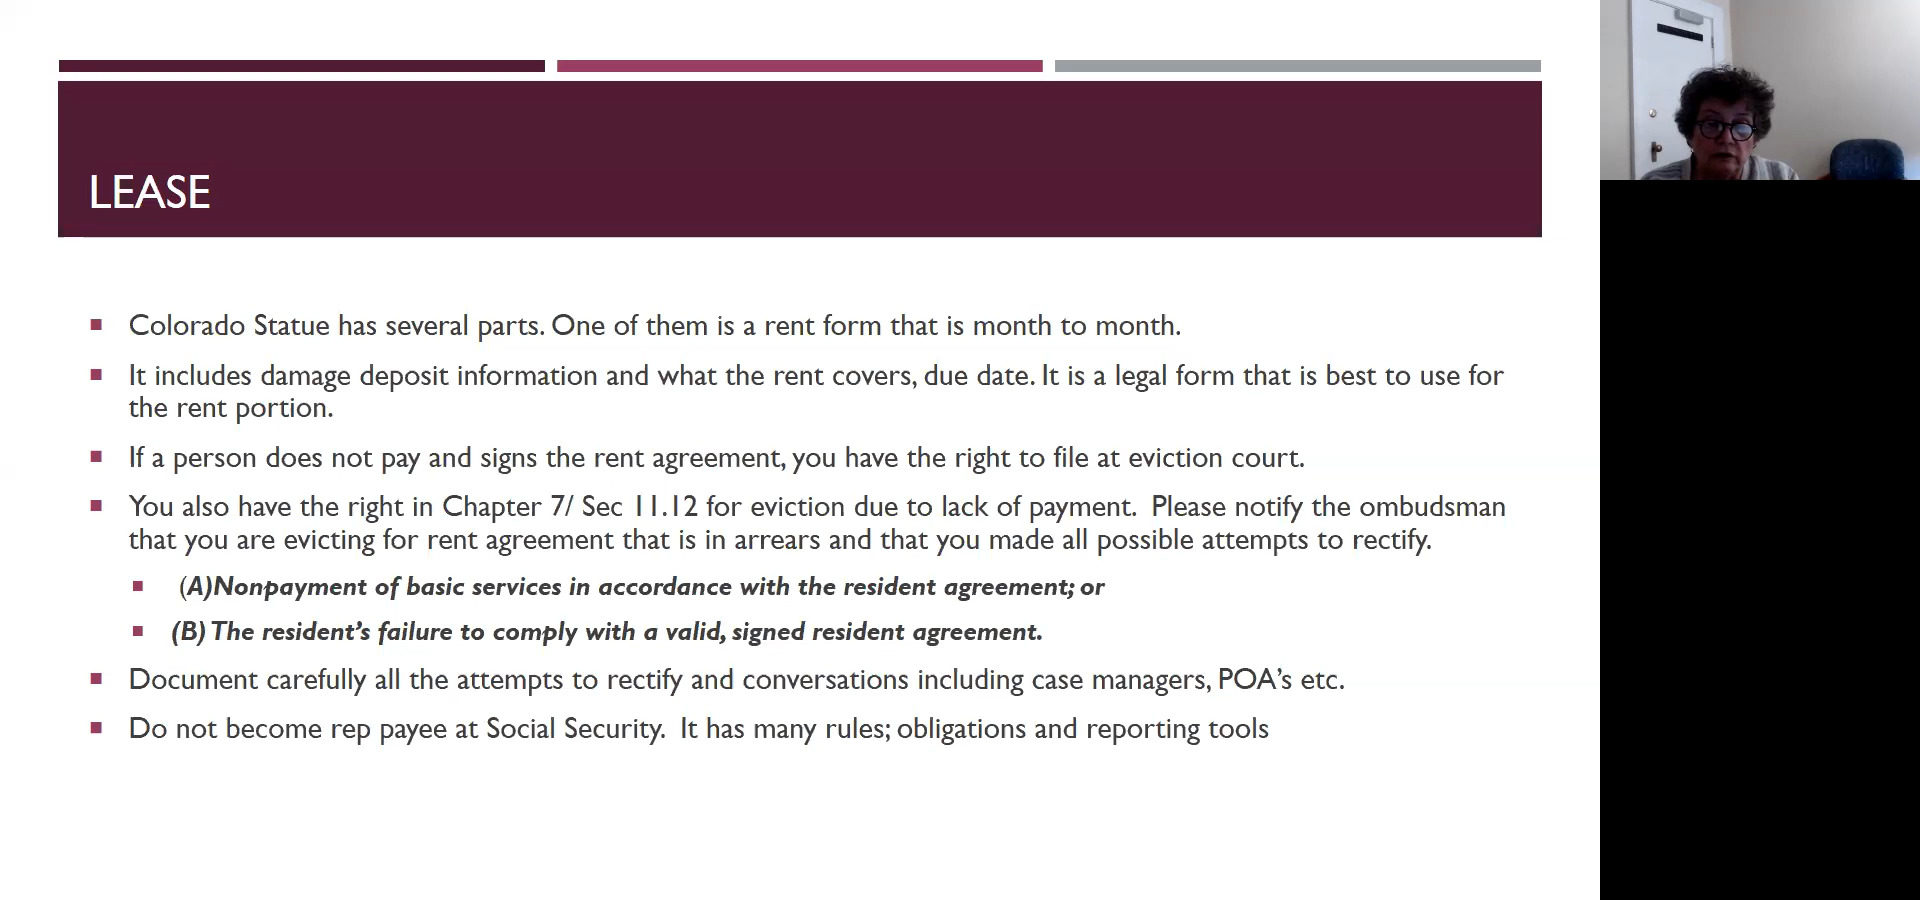 LEASE
Colorado Statue has several parts. One of them is a rent form that is month to month.
It includes damage deposit information and what the rent covers, due date. It is a legal form that is best to use for
the rent portion.
If a person does not pay and signs the rent agreement, you have the right to file at eviction court.
You also have the right in Chapter 7/ Sec 11.12 for eviction due to lack of payment.  Please notify the ombudsman
that you are evicting for rent agreement that is in arrears and that you made all possible attempts to rectify.
(A)Nonpayment of basic services in accordance with the resident agreement; or
(B) The resident’s failure to comply with a valid, signed resident agreement.
Document carefully all the attempts to rectify and conversations including case managers, POA’s etc.
Do not become rep payee at Social Security.  It has many rules; obligations and reporting tools